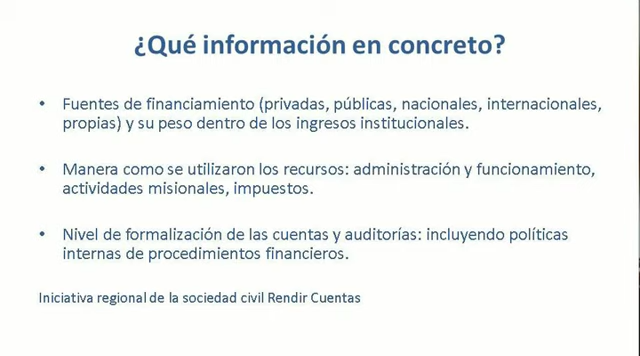 ¿Qué información en concreto?
• Fuentes de financiamiento (privadas, públicas, nacionales, internacionales,
propias) y su peso dentro de los ingresos institucionales.
• Manera como se utilizaron los recursos: administración y funcionamiento,
actividades misionales, impuestos.
• Nivel de formalización de las cuentas y auditorías: incluyendo políticas
internas de procedimientos financieros.
Iniciativa regional de la sociedad civil Rendir Cuentas